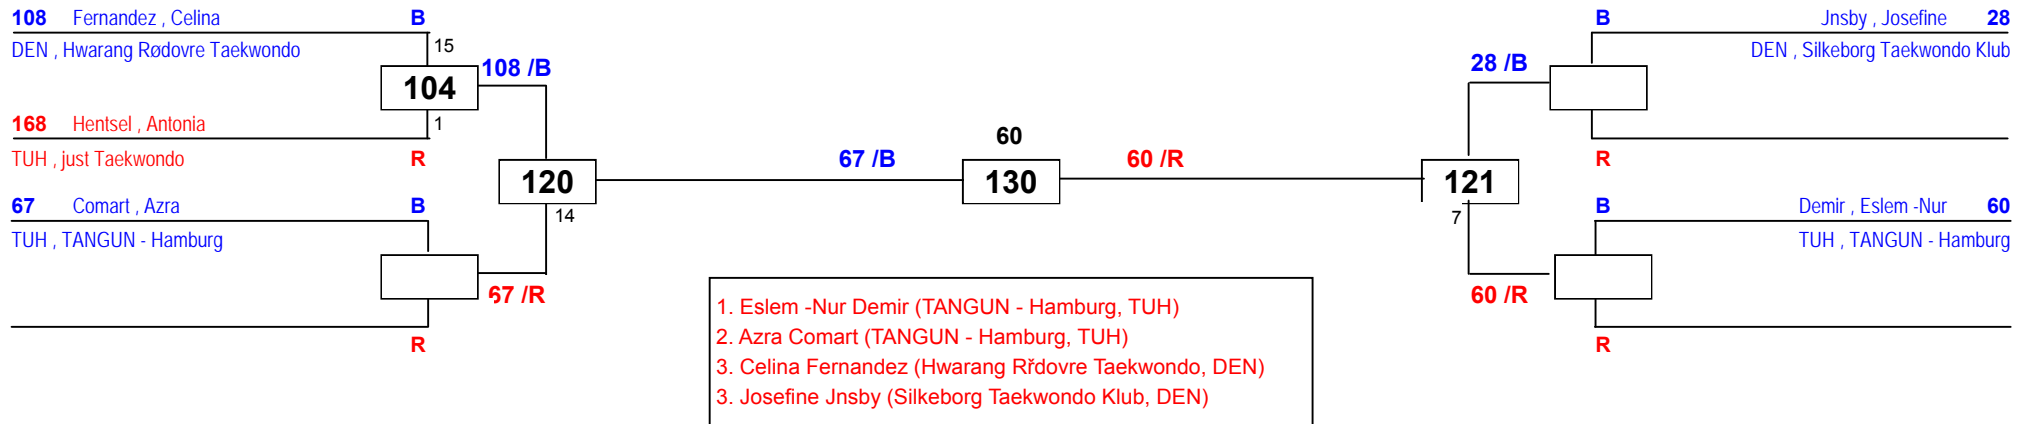 108 Fernandez , Celina B
DEN , Hwarang Rødovre Taekwondo
15
104
108 /B
1
168 Hentsel , Antonia
TUH , just Taekwondo R
120
14
67 Comart , Azra B
TUH , TANGUN - Hamburg
67 /R
R
67 /B
60
130
60 /R
B Jnsby , Josefine 28
DEN , Silkeborg Taekwondo Klub
28 /B
R
121
7
B Demir , Eslem -Nur 60
TUH , TANGUN - Hamburg
60 /R
R
1. Eslem -Nur Demir (TANGUN - Hamburg, TUH)
2. Azra Comart (TANGUN - Hamburg, TUH)
3. Celina Fernandez (Hwarang Rřdovre Taekwondo, DEN)
3. Josefine Jnsby (Silkeborg Taekwondo Klub, DEN)